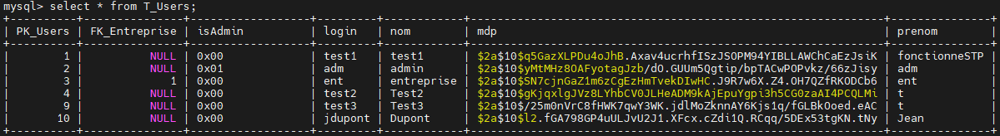 mysql> select * from T_Users;
+----------+---------------+------------------+---------+------------+--------------------------------------------------------------+---------------+
| PK_Users | FK_Entreprise | isAdmin          | login   | nom        | mdp                                                          | prenom        |
+----------+---------------+------------------+---------+------------+--------------------------------------------------------------+---------------+
|        1 |          NULL | 0x00             | test1   | test1      | $2a$10$q5GazXLPDu4oJhB.Axav4ucrhfISzJSOPM94YIBLLAWChCaEzJsiK | fonctionneSTP |
|        2 |          NULL | 0x01             | adm     | admin      | $2a$10$yMtMHz8OAFyotagJzb/dO.GUUm5Qgtip/bpTACwPOPvkz/66zJisy | adm           |
|        3 |             1 | 0x00             | ent     | entreprise | $2a$10$SN7cjnGaZ1m6zCgEzHmTvekDIwHC.J9R7w6X.Z4.OH7QZfRKODCb6 | ent           |
|        4 |          NULL | 0x00             | test2   | Test2      | $2a$10$gKjqxlgJVz8LYhbCV0JLHeADM9kAjEpuYgpi3h5CG0zaAI4PCQLMi | t             |
|        9 |          NULL | 0x00             | test3   | Test3      | $2a$10$/25m0nVrC8fHWK7qwY3WK.jdlMoZknnAY6Kjs1q/fGLBkOoed.eAC | t             |
|       10 |          NULL | 0x00             | jdupont | Dupont     | $2a$10$l2.fGA798GP4uULJvU2J1.XFcx.cZdi1Q.RCqq/5DEx53tgKN.tNy | Jean          |
+----------+---------------+------------------+---------+------------+--------------------------------------------------------------+---------------+